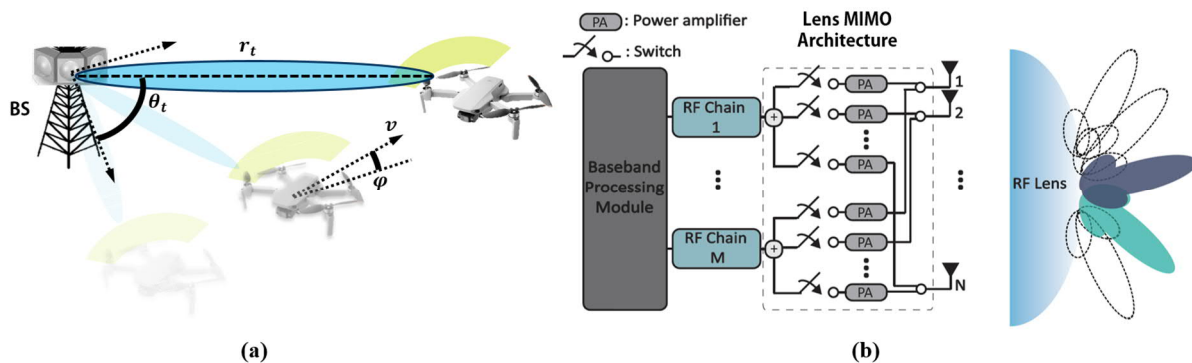 BS
r_t
θ_t
v
φ
(a)
PA : Power amplifier
: Switch
Lens MIMO
Architecture
Baseband
Processing
Module
RF Chain
1
RF Chain
M
+
+
PA
PA
PA
PA
PA
PA
1
2
N
RF Lens
(b)